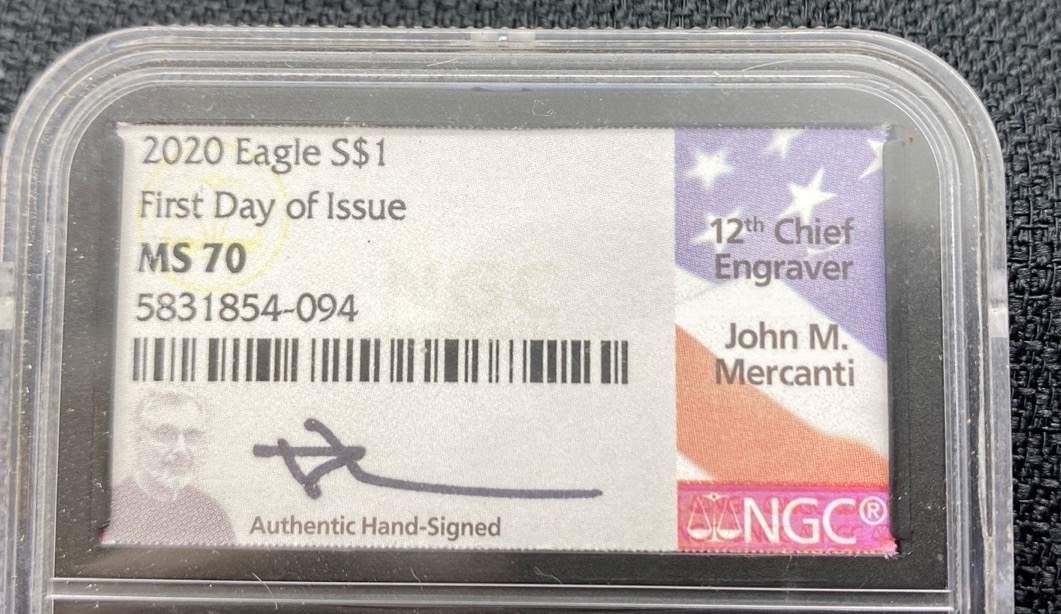 2020 Eagle S$1
First Day of Issue
MS 70
5831854-094
NGC
Authentic Hand-Signed
12th Chief
Engraver
John M.
Mercanti
NGC®